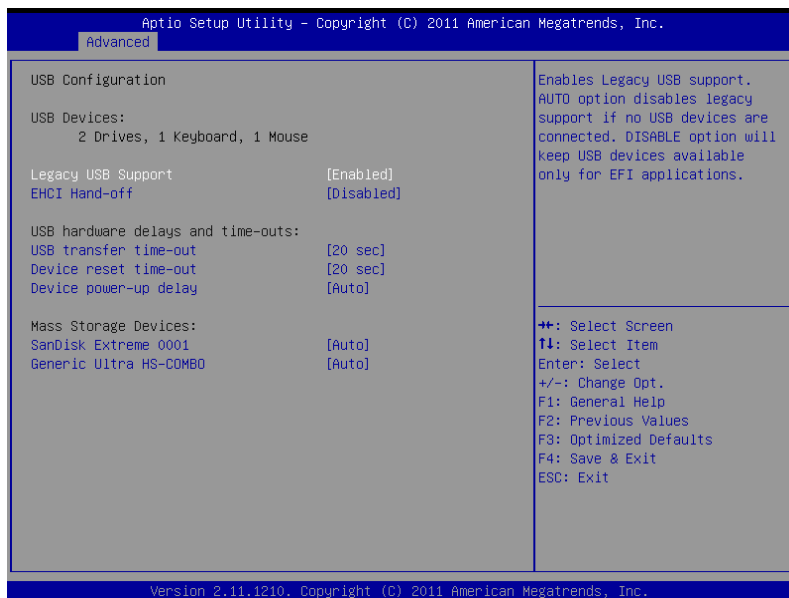 Aptio Setup Utility – Copyright (C) 2011 American Megatrends, Inc.
Advanced
USB Configuration
USB Devices:
2 Drives, 1 Keyboard, 1 Mouse
Legacy USB Support [Enabled]
EHCI Hand-off [Disabled]
USB hardware delays and time-outs:
USB transfer time-out [20 sec]
Device reset time-out [20 sec]
Device power-up delay [Auto]
Mass Storage Devices:
SanDisk Extreme 0001 [Auto]
Generic Ultra HS-COMBO [Auto]
Enables Legacy USB support.
AUTO option disables legacy
support if no USB devices are
connected. DISABLE option will
keep USB devices available
only for EFI applications.
→←: Select Screen
↑↓: Select Item
Enter: Select
+/-: Change Opt.
F1: General Help
F2: Previous Values
F3: Optimized Defaults
F4: Save & Exit
ESC: Exit
Version 2.11.1210. Copyright (C) 2011 American Megatrends, Inc.